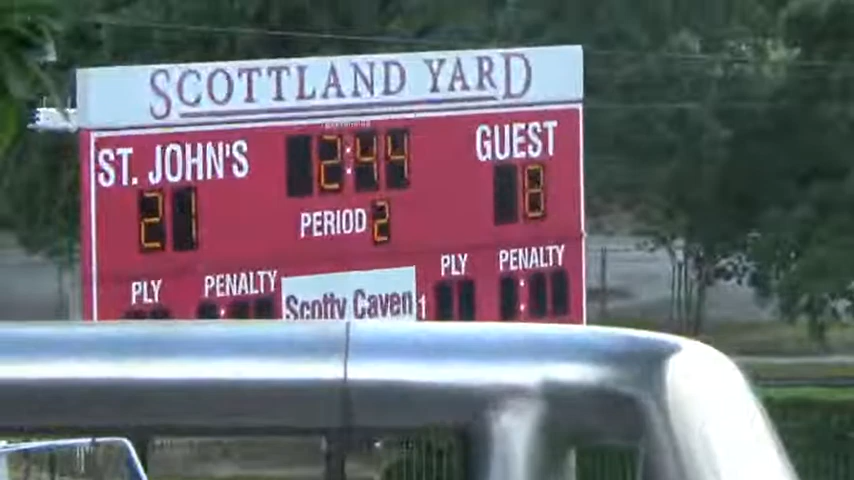 SCOTTLAND YARD
ST. JOHN'S 2:44 GUEST
21 PERIOD 2 8
PLY PENALTY PLY PENALTY
Scotty Caven